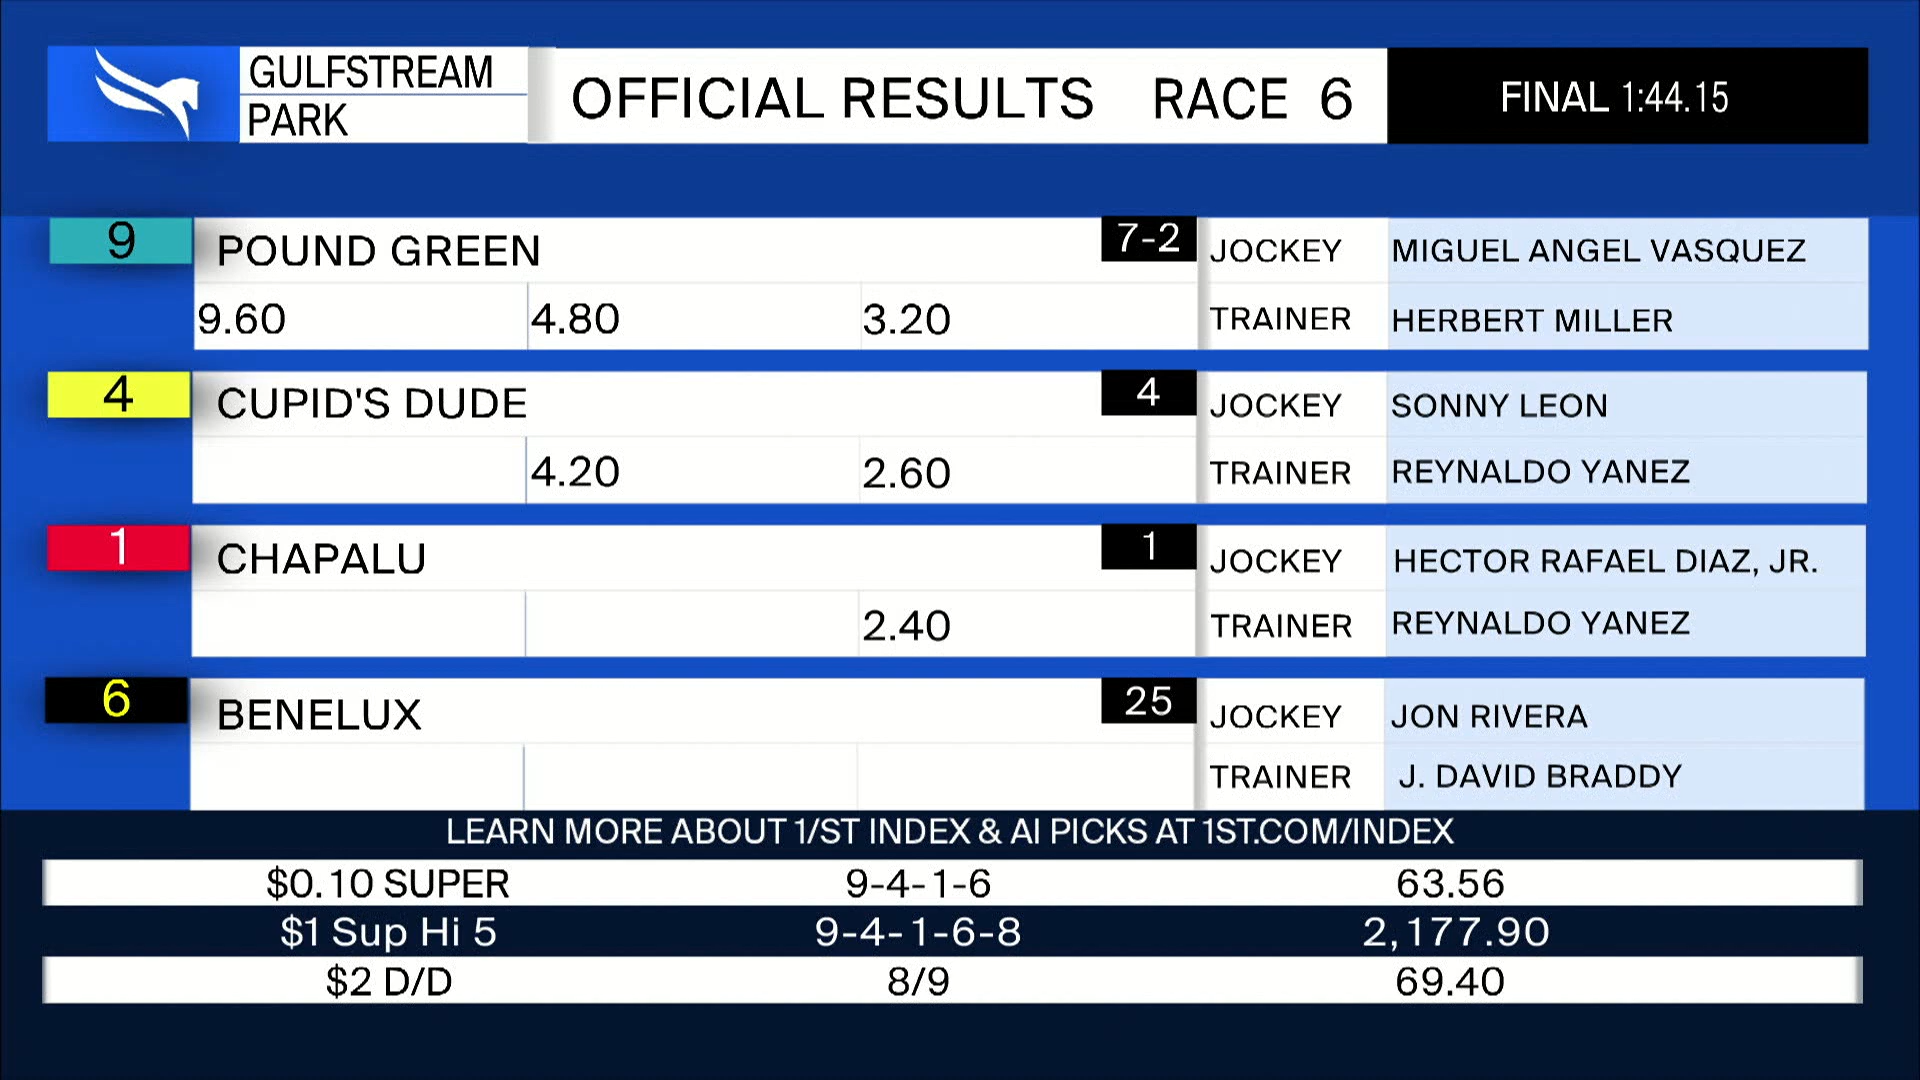 GULFSTREAM
PARK
OFFICIAL RESULTS RACE 6
FINAL 1:44.15
9 POUND GREEN 7-2 JOCKEY MIGUEL ANGEL VASQUEZ
9.60 4.80 3.20 TRAINER HERBERT MILLER
4 CUPID'S DUDE 4 JOCKEY SONNY LEON
4.20 2.60 TRAINER REYNALDO YANEZ
1 CHAPALU 1 JOCKEY HECTOR RAFAEL DIAZ, JR.
2.40 TRAINER REYNALDO YANEZ
6 BENELUX 25 JOCKEY JON RIVERA
TRAINER J. DAVID BRADDY
LEARN MORE ABOUT 1/ST INDEX & AI PICKS AT 1ST.COM/INDEX
$0.10 SUPER 9-4-1-6 63.56
$1 Sup Hi 5 9-4-1-6-8 2,177.90
$2 D/D 8/9 69.40